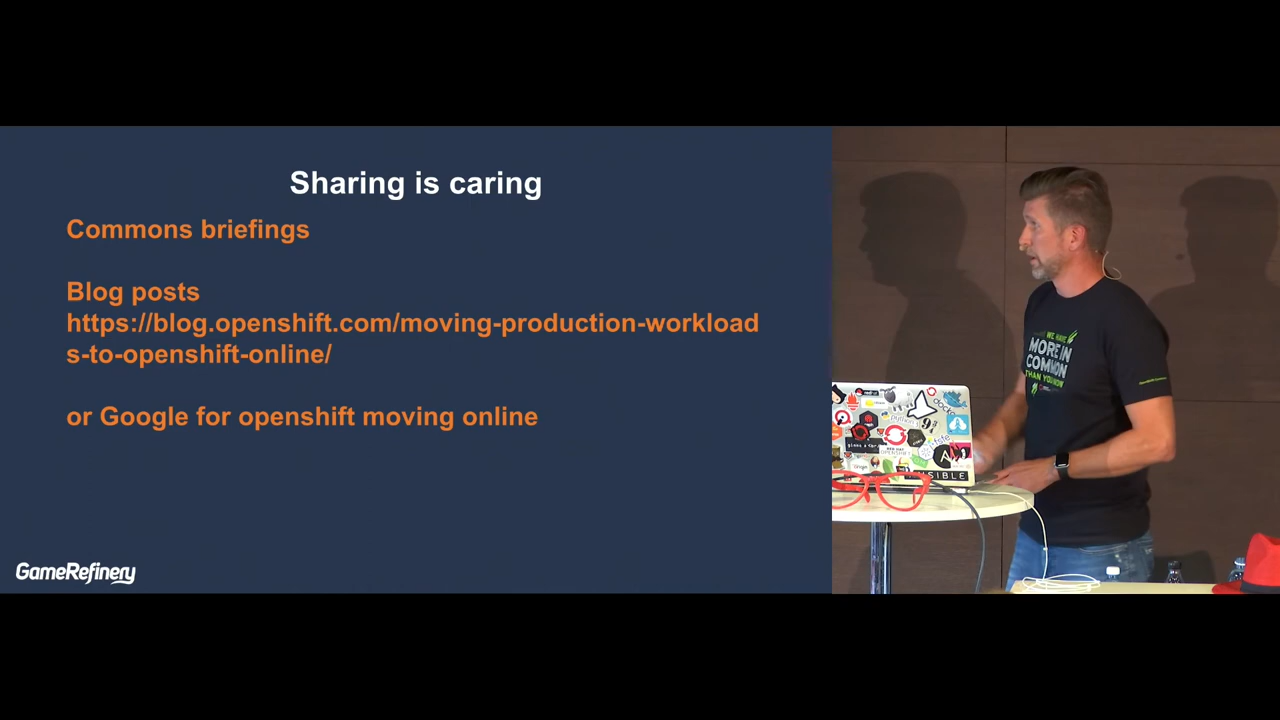 Sharing is caring
Commons briefings
Blog posts
https://blog.openshift.com/moving-production-workload
s-to-openshift-online/
or Google for openshift moving online
GameRefinery
WE HAVE
MORE IN
COMMON
THAN YOU KNOW